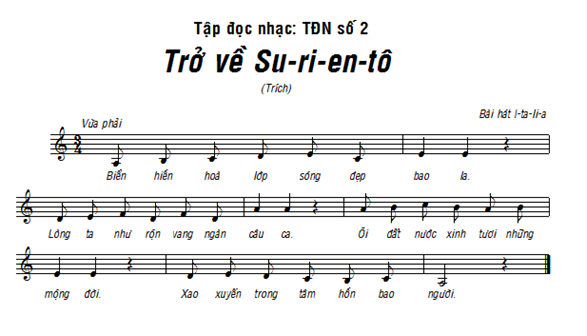 Tập đọc nhạc: TĐN số 2
Trở về Su-ri-en-tô
(Trích)
Bài hát I-ta-li-a
Vừa phải
3
4
Biển hiền hoà lớp sóng đẹp bao la.
Lòng ta như rộn vang ngàn câu ca. Ôi đất nước xinh tươi những
mộng đời. Xao xuyến trong tâm hồn bao người.